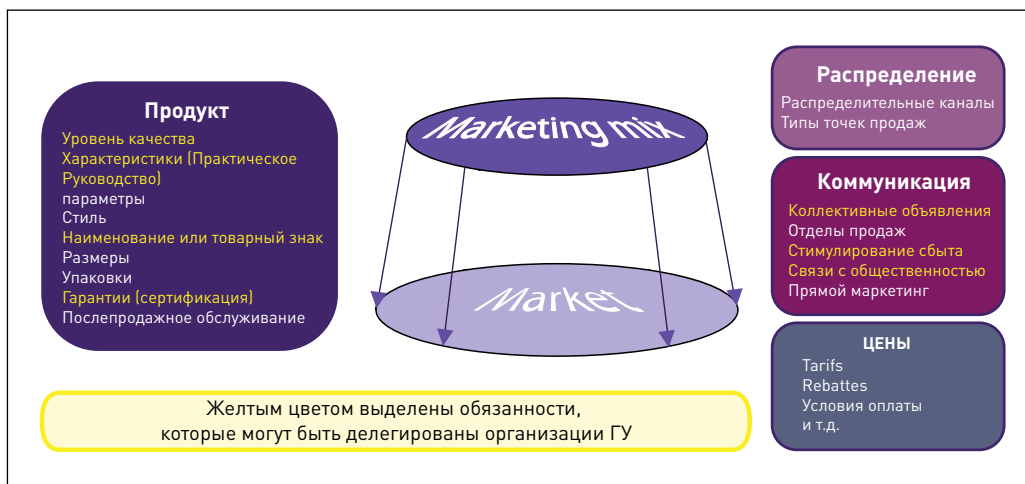 Продукт
Уровень качества
Характеристики (Практическое
Руководство)
параметры
Стиль
Наименование или товарный знак
Размеры
Упаковки
Гарантии (сертификация)
Послепродажное обслуживание
Marketing mix
Market
Распределение
Распределительные каналы
Типы точек продаж
Коммуникация
Коллективные объявления
Отделы продаж
Стимулирование сбыта
Связи с общественностью
Прямой маркетинг
ЦЕНЫ
Tarifs
Rebattes
Условия оплаты
и т.д.
Желтым цветом выделены обязанности,
которые могут быть делегированы организации ГУ